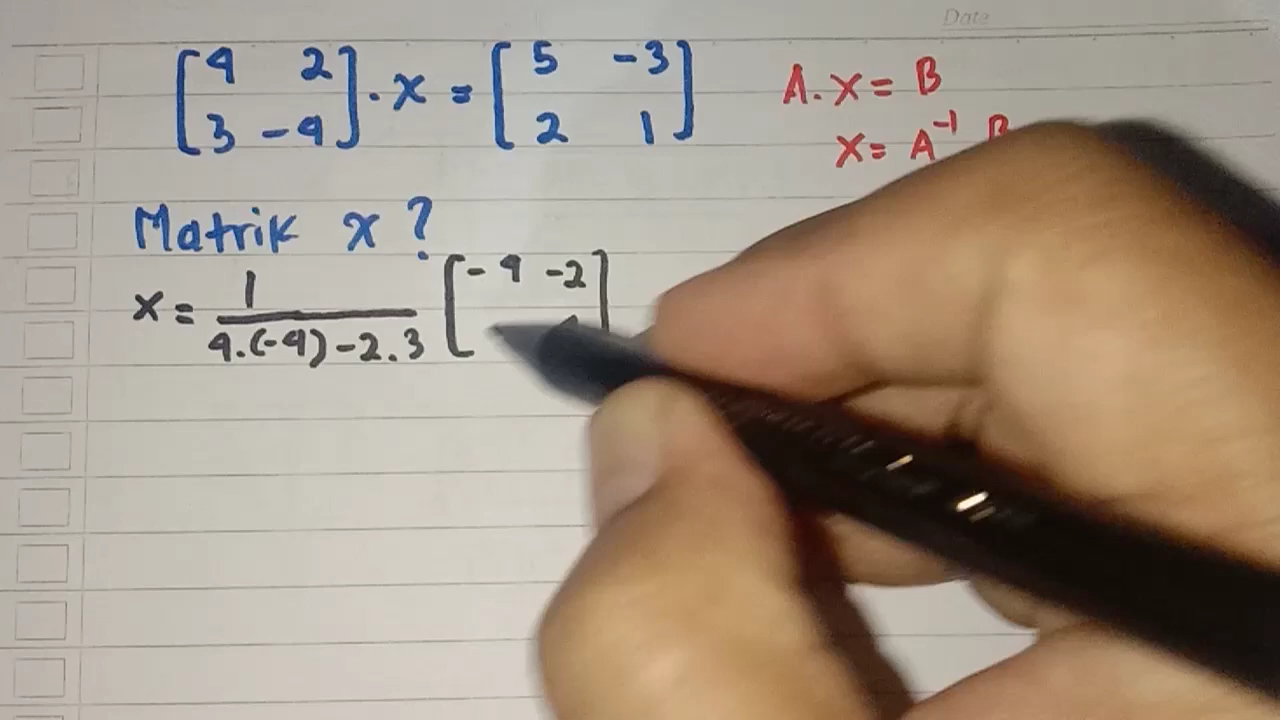 Date
[4 2] . x = [5 -3] A. x = B
[3 -4] [2 1] x = A⁻¹
Matrik x ?
x = 1 [-4 -2]
4.(-4)-2.3